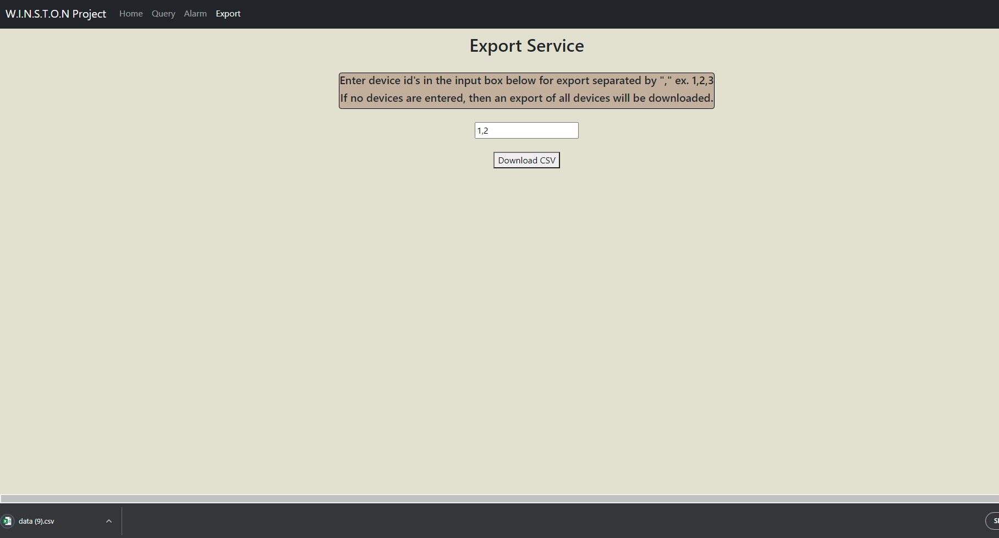 W.I.N.S.T.O.N Project Home Query Alarm Export
Export Service
Enter device id's in the input box below for export separated by "," ex. 1,2,3
If no devices are entered, then an export of all devices will be downloaded.
1,2
Download CSV
data (9).csv